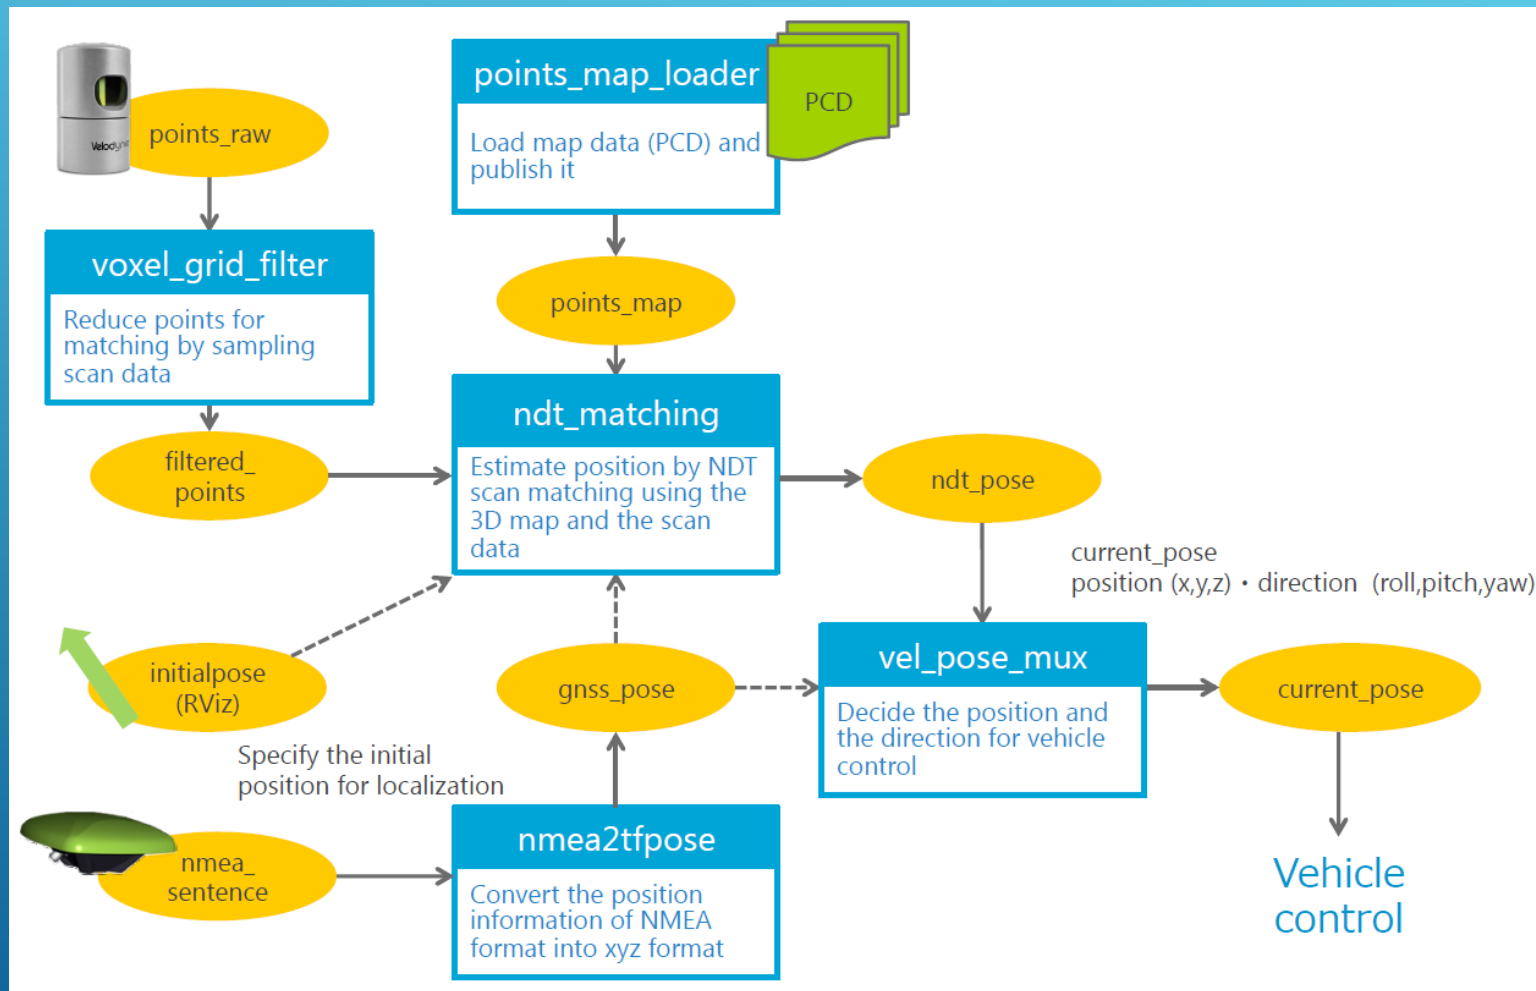 Velodyne
points_raw
points_map_loader
Load map data (PCD) and
publish it
PCD
voxel_grid_filter
Reduce points for
matching by sampling
scan data
points_map
filtered_
points
ndt_matching
Estimate position by NDT
scan matching using the
3D map and the scan
data
ndt_pose
current_pose
position (x,y,z)・direction (roll,pitch,yaw)
initialpose
(RViz)
Specify the initial
position for localization
gnss_pose
vel_pose_mux
Decide the position and
the direction for vehicle
control
current_pose
nmea_
sentence
nmea2tfpose
Convert the position
information of NMEA
format into xyz format
Vehicle
control